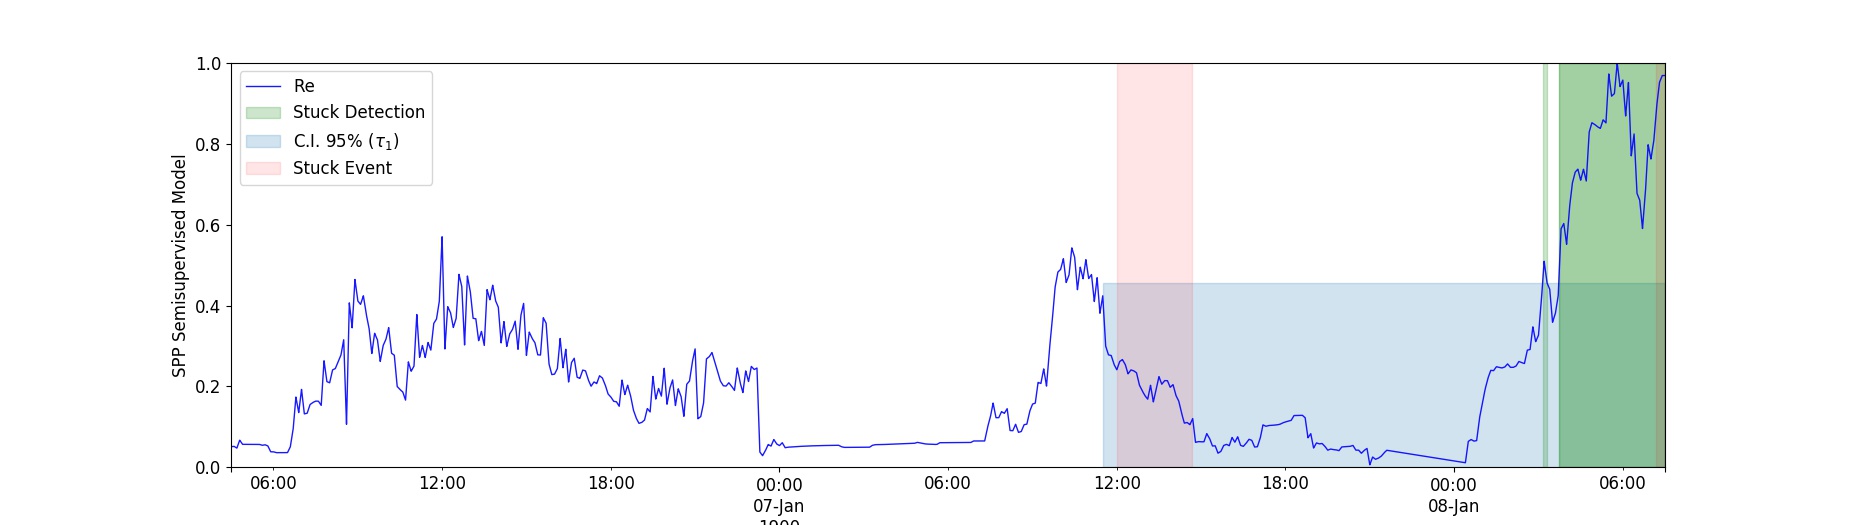 1.0
0.8
0.6
0.4
0.2
0.0
SPP Semisupervised Model
Re
Stuck Detection
C.I. 95% (τ₁)
Stuck Event
06:00 12:00 18:00 00:00 06:00 12:00 18:00 00:00 06:00
07-Jan 08-Jan
1900